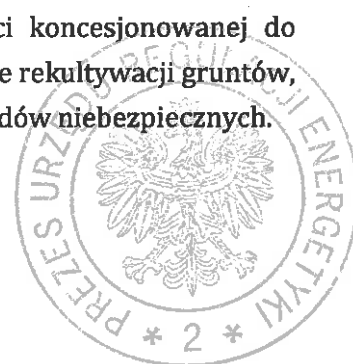 ci koncesjonowanej do
e rekultywacji gruntów,
dów niebezpiecznych.
PREZES URZĘDU REGULACJI ENERGETYKI
* 2 *